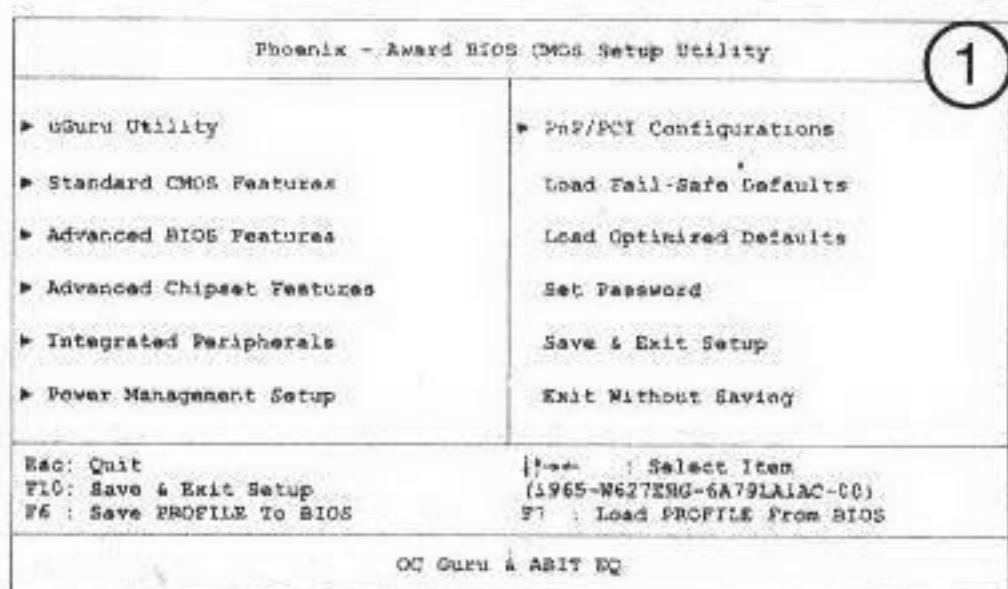 Phoenix - Award BIOS CMOS Setup Utility
1
► uGuru Utility
► Standard CMOS Features
► Advanced BIOS Features
► Advanced Chipset Features
► Integrated Peripherals
► Power Management Setup
► PnP/PCI Configurations
Load Fail-Safe Defaults
Load Optimized Defaults
Set Password
Save & Exit Setup
Exit Without Saving
Esc: Quit
F10: Save & Exit Setup
F6 : Save PROFILE To BIOS
: Select Item
F7 : Load PROFILE From BIOS
OC Guru & ABIT EQ